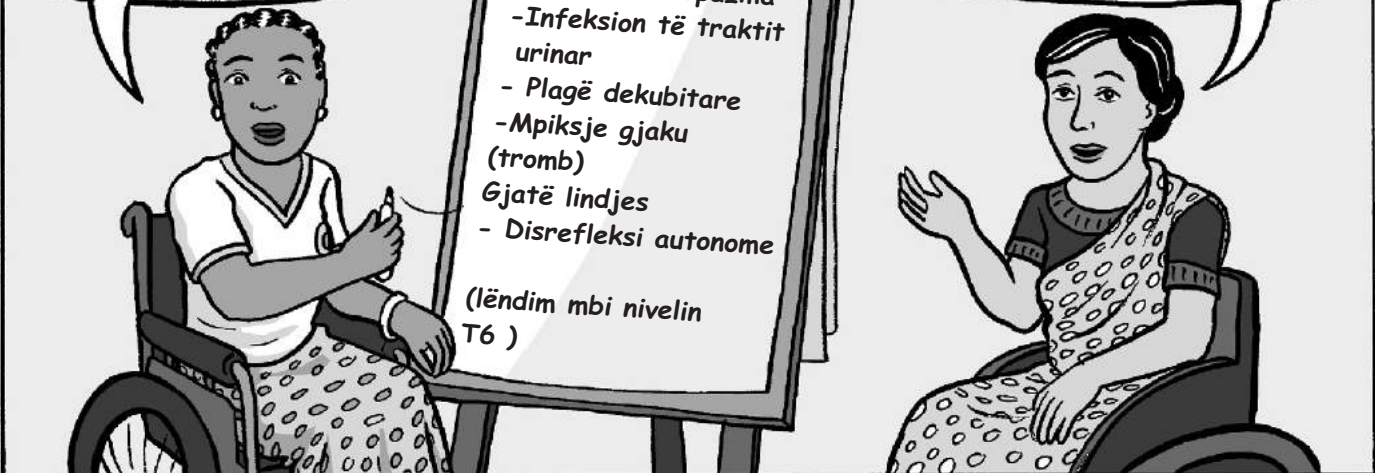 -Infeksion të traktit
urinar
- Plagë dekubitare
-Mpiksje gjaku
(tromb)
Gjatë lindjes
- Disrefleksi autonome
(lëndim mbi nivelin
T6 )